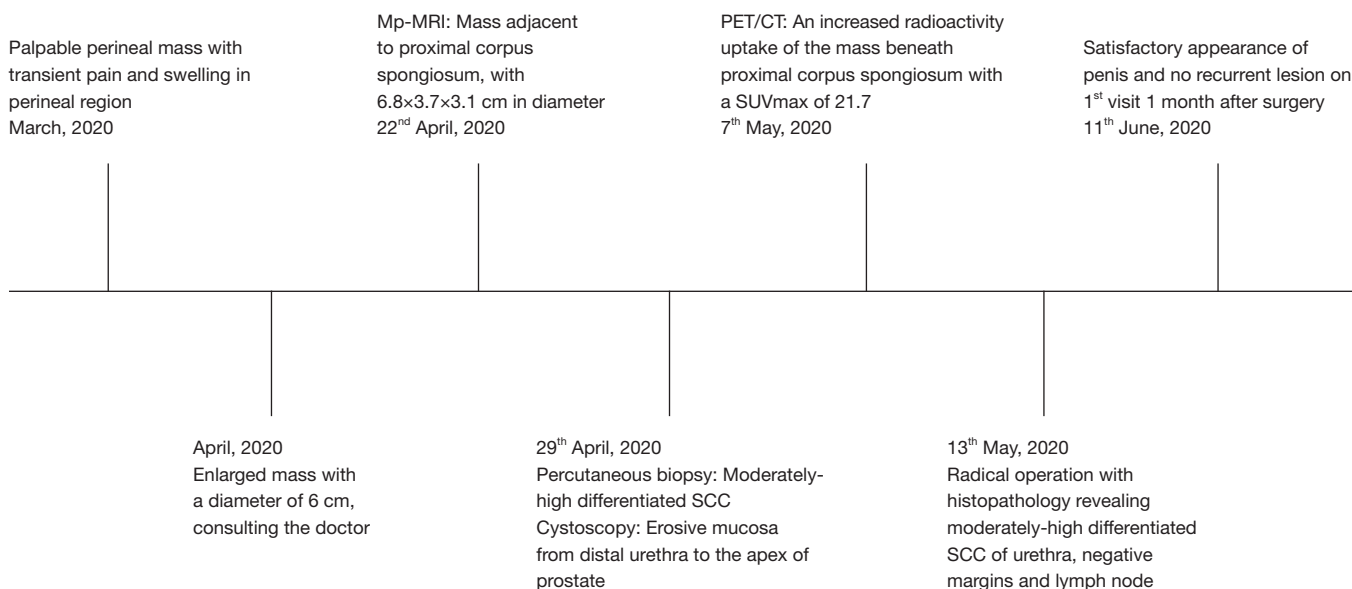 Palpable perineal mass with
transient pain and swelling in
perineal region
March, 2020
Mp-MRI: Mass adjacent
to proximal corpus
spongiosum, with
6.8×3.7×3.1 cm in diameter
22nd April, 2020
PET/CT: An increased radioactivity
uptake of the mass beneath
proximal corpus spongiosum with
a SUVmax of 21.7
7th May, 2020
Satisfactory appearance of
penis and no recurrent lesion on
1st visit 1 month after surgery
11th June, 2020
April, 2020
Enlarged mass with
a diameter of 6 cm,
consulting the doctor
29th April, 2020
Percutaneous biopsy: Moderately-
high differentiated SCC
Cystoscopy: Erosive mucosa
from distal urethra to the apex of
prostate
13th May, 2020
Radical operation with
histopathology revealing
moderately-high differentiated
SCC of urethra, negative
margins and lymph node